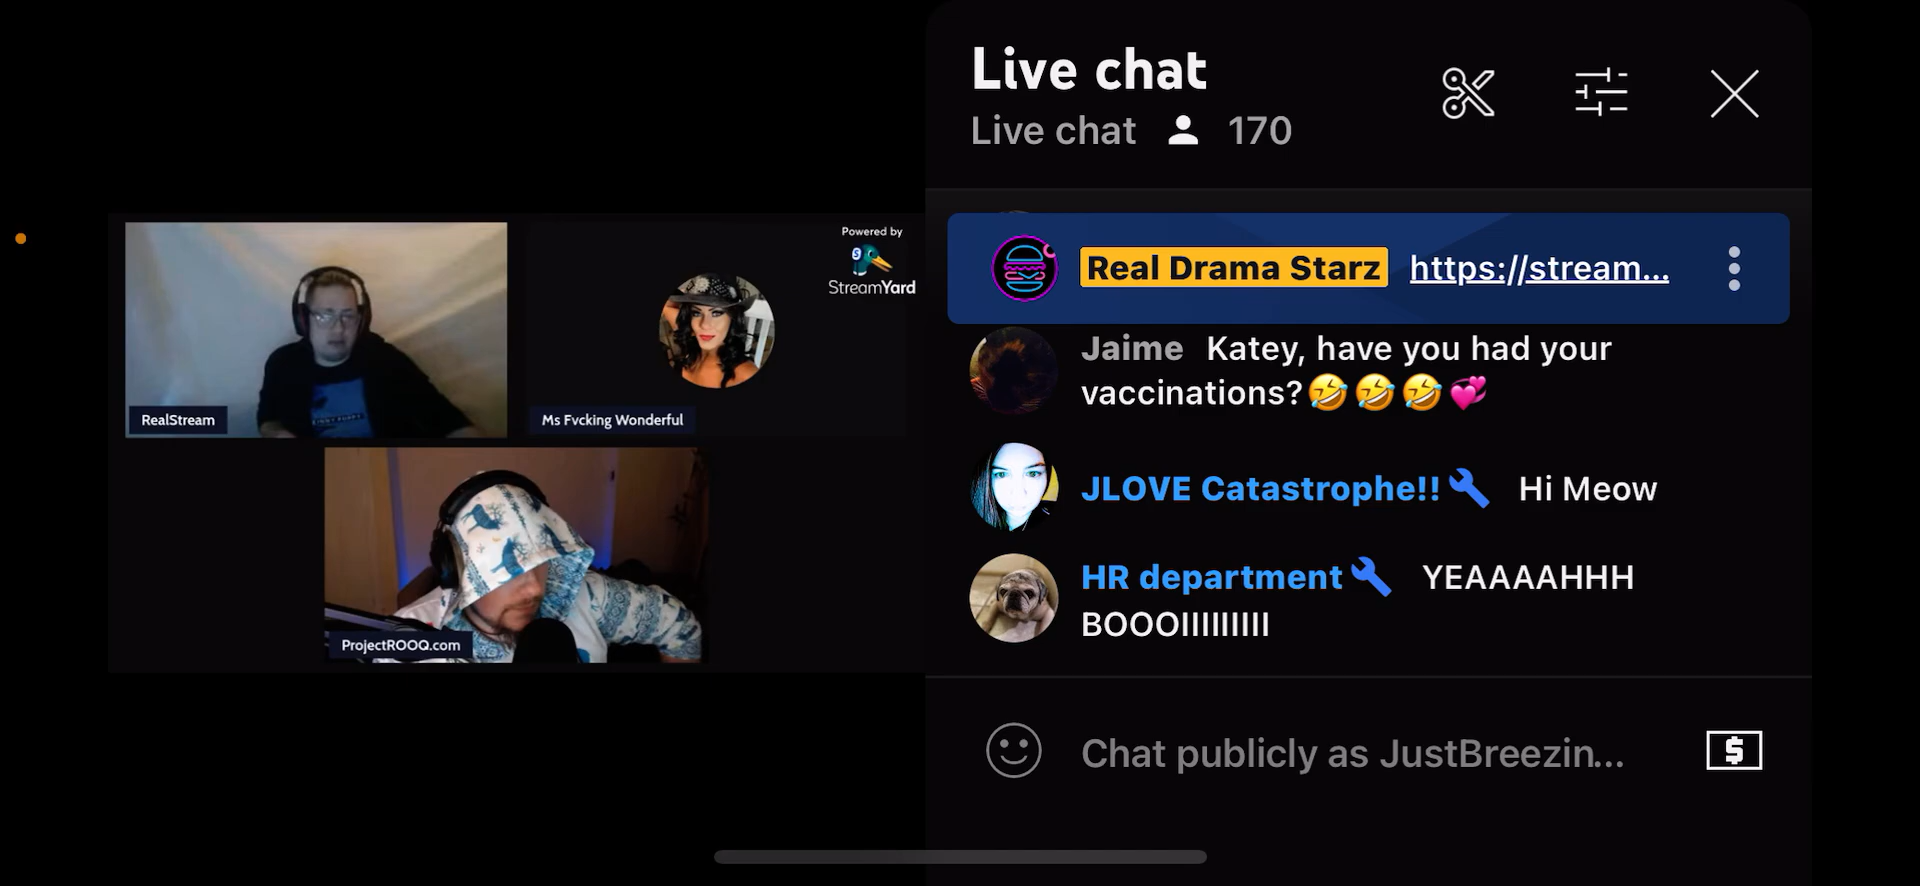 Live chat
Live chat 170
Powered by
StreamYard
RealStream
Ms Fvcking Wonderful
ProjectROOQ.com
Real Drama Starz https://stream...
Jaime Katey, have you had your
vaccinations?🤣🤣🤣💞
JLOVE Catastrophe!! Hi Meow
HR department YEAAAAHHH
BOOOIIIIIIIII
Chat publicly as JustBreezin...